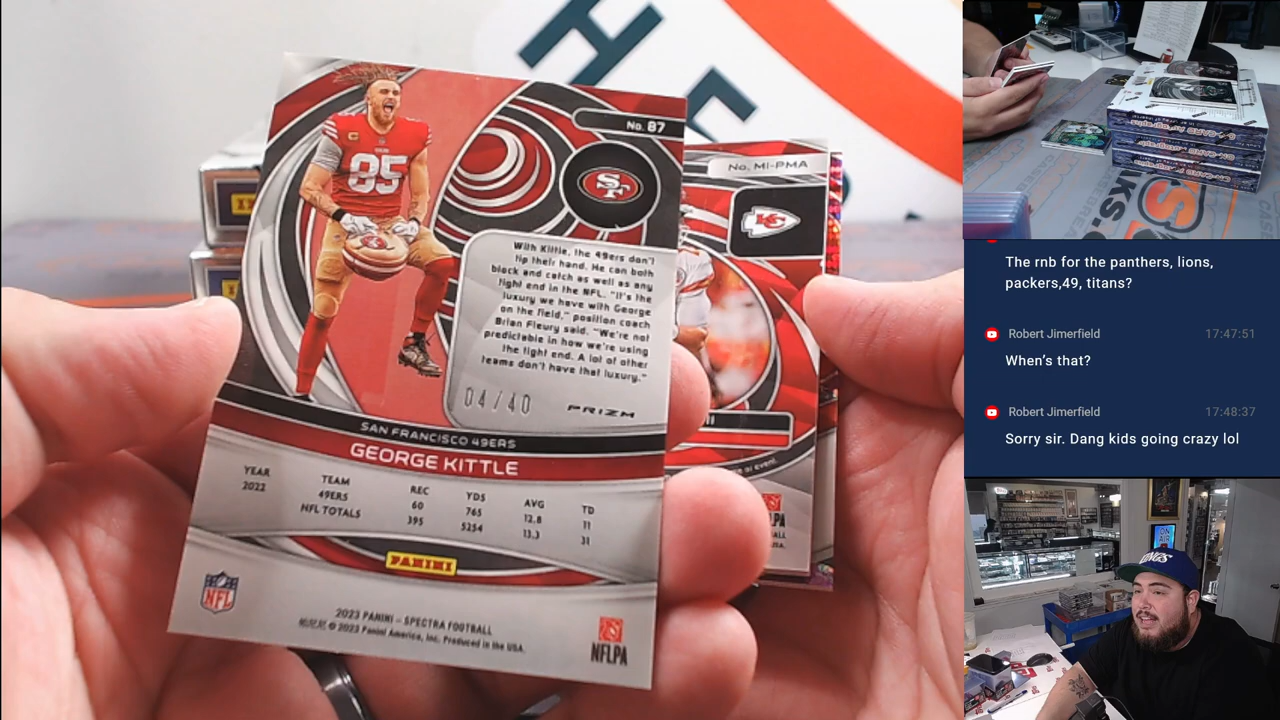 No. 87
SF
85
C
With Kittle, the 49ers don't
tip their hand. He can both
block and catch as well as any
tight end in the NFL. "It's the
luxury we have with George
on the field," position coach
Brian Fleury said. "We're not
predictable in how we're using
the tight end. A lot of other
teams don't have that luxury."
04/40
PRIZM
SAN FRANCISCO 49ERS
GEORGE KITTLE
YEAR TEAM REC YDS AVG TD
2022 49ERS 60 765 12.8 11
NFL TOTALS 395 5254 13.3 31
PANINI
NFL
2023 PANINI – SPECTRA FOOTBALL
© 2023 Panini America, Inc. Produced in the USA.
NFLPA
No. MI-PMA
KC
The rnb for the panthers, lions,
packers,49, titans?
Robert Jimerfield 17:47:51
When's that?
Robert Jimerfield 17:48:37
Sorry sir. Dang kids going crazy lol
ON
AIR